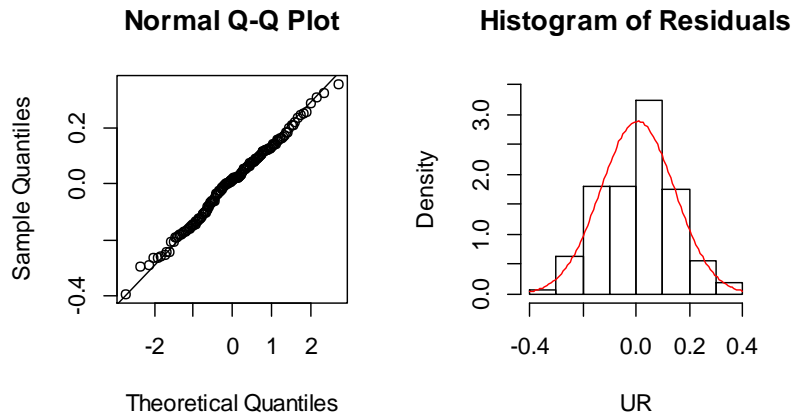 Normal Q-Q Plot
Sample Quantiles
0.2
0.0
-0.4
-2
0
1
2
Theoretical Quantiles
Histogram of Residuals
Density
3.0
2.0
1.0
0.0
-0.4
0.0
0.2
0.4
UR